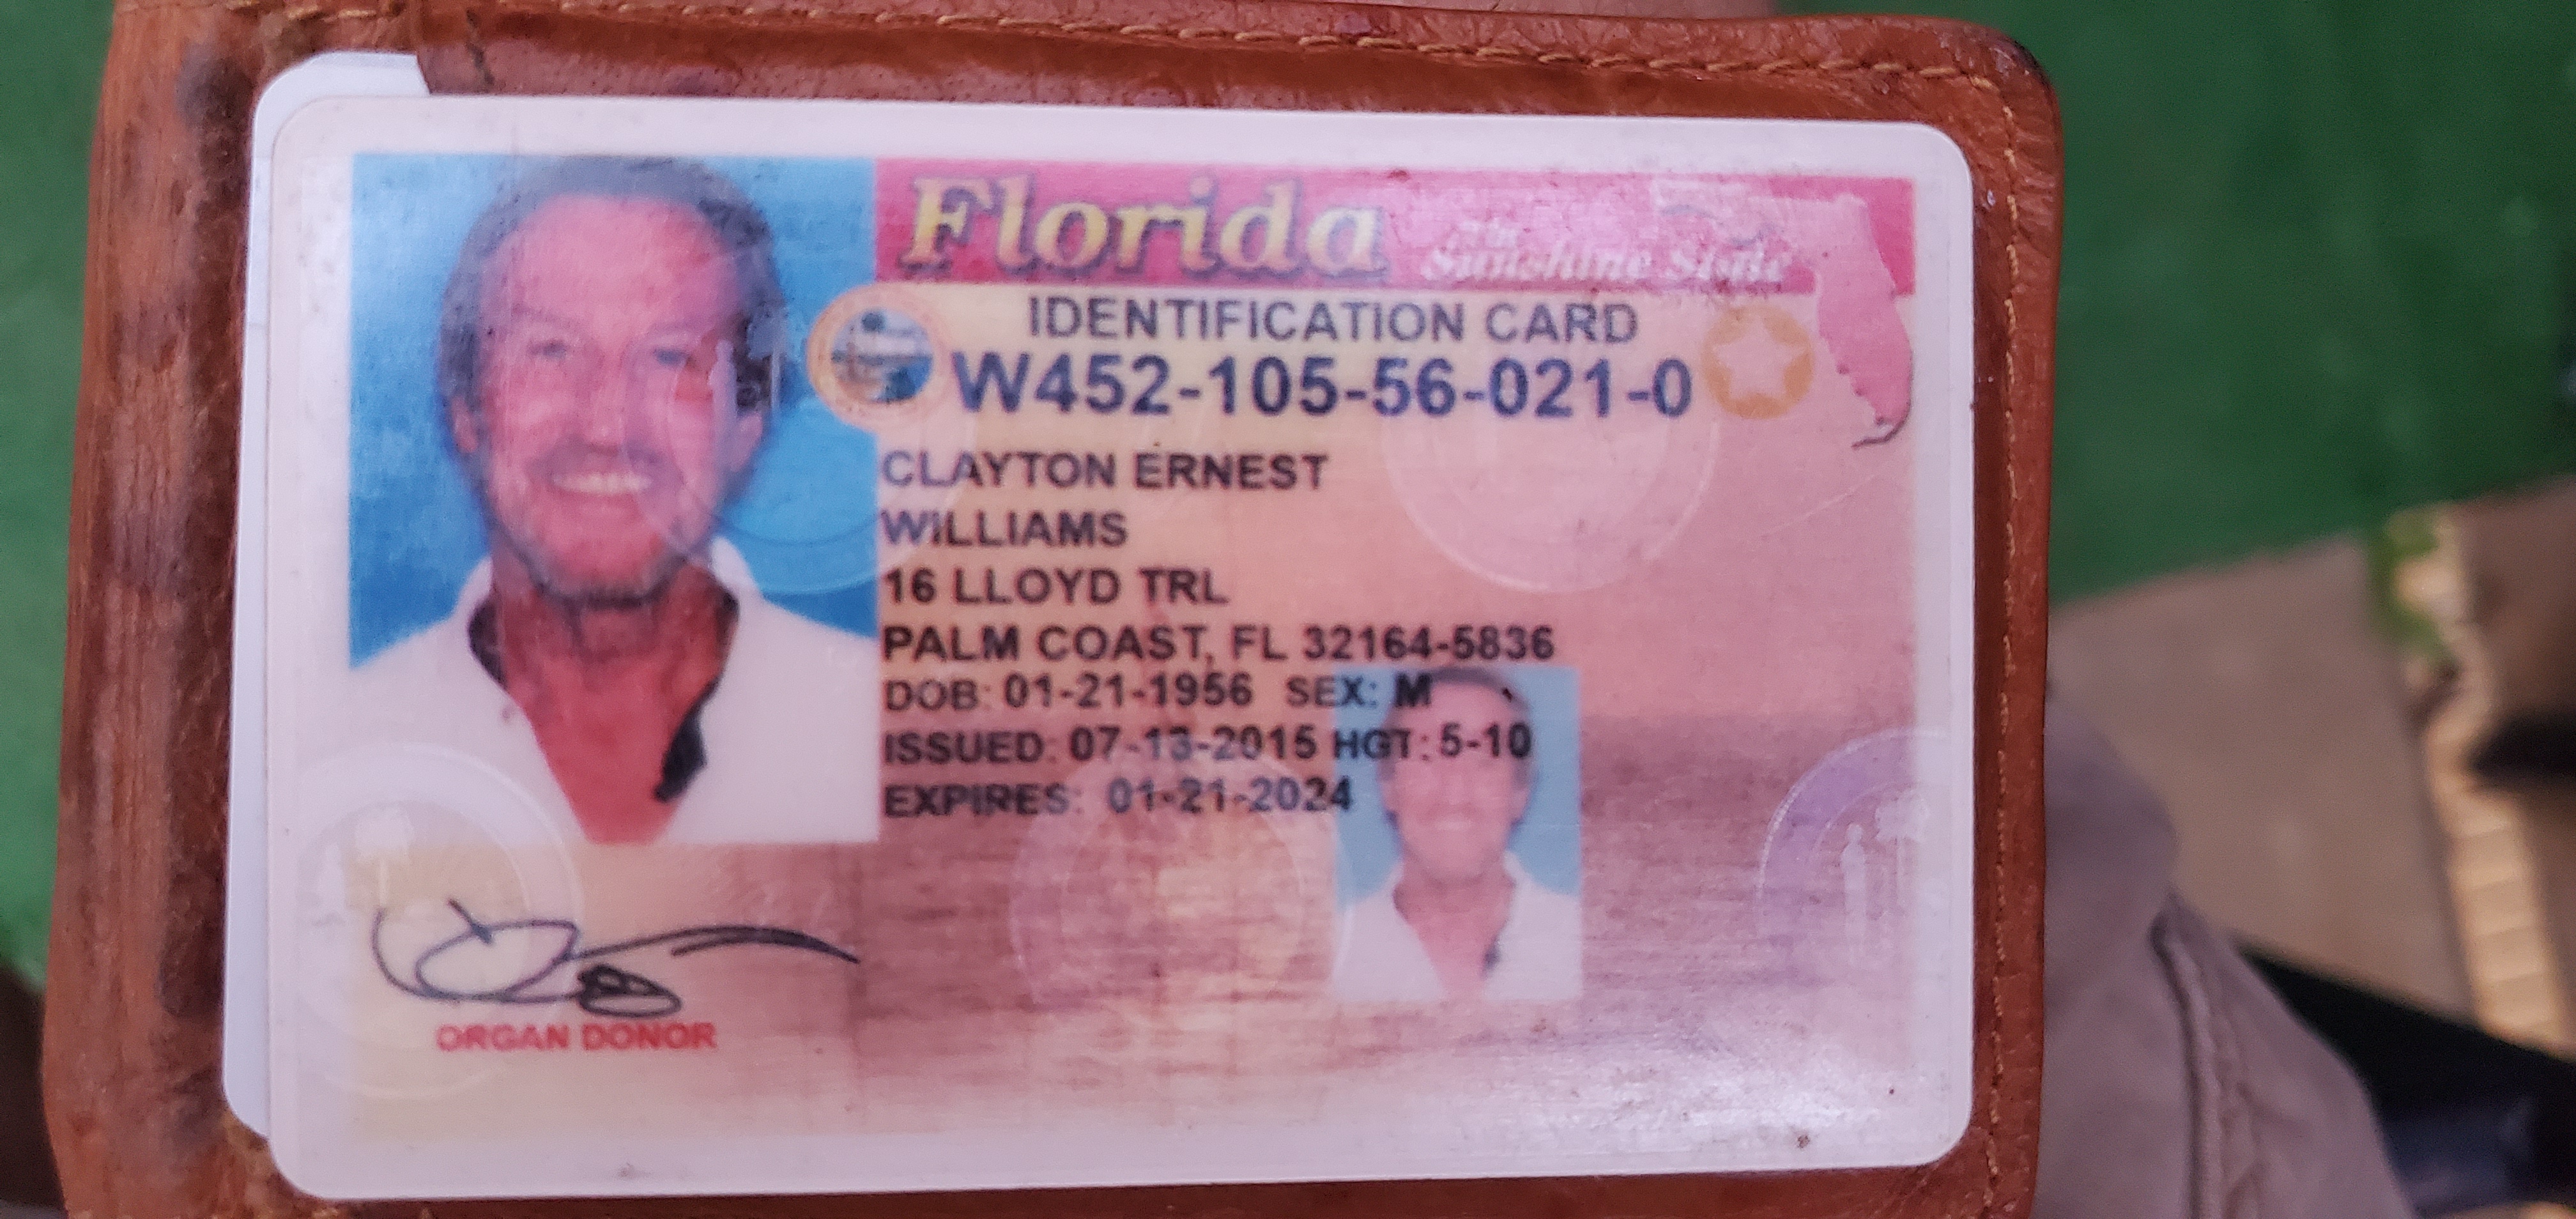 Florida The Sunshine State
IDENTIFICATION CARD
W452-105-56-021-0
CLAYTON ERNEST
WILLIAMS
16 LLOYD TRL
PALM COAST, FL 32164-5836
DOB: 01-21-1956 SEX: M
ISSUED: 07-13-2015 HGT: 5-10
EXPIRES: 01-21-2024
ORGAN DONOR